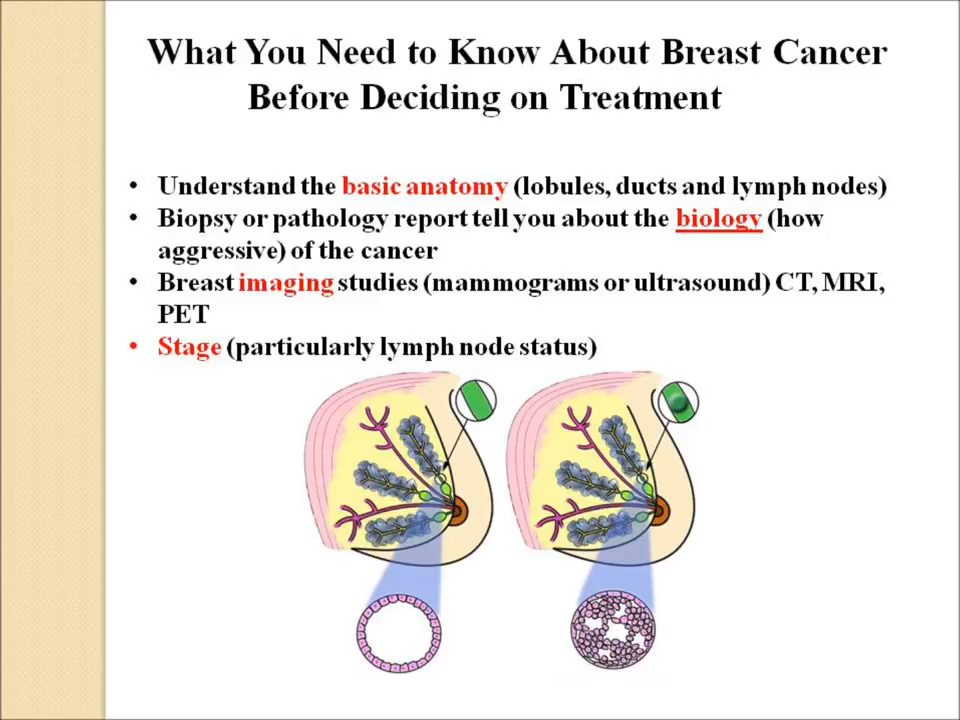 What You Need to Know About Breast Cancer
Before Deciding on Treatment
• Understand the basic anatomy (lobules, ducts and lymph nodes)
• Biopsy or pathology report tell you about the biology (how
aggressive) of the cancer
• Breast imaging studies (mammograms or ultrasound) CT, MRI,
PET
• Stage (particularly lymph node status)